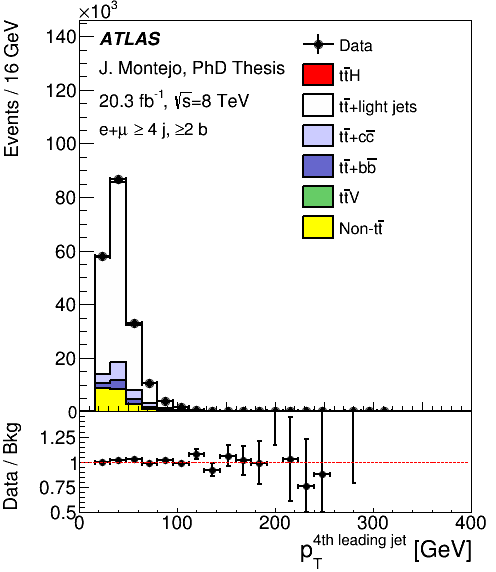 ×10³
Events / 16 GeV
140
120
100
80
60
40
20
0
ATLAS
J. Montejo, PhD Thesis
20.3 fb⁻¹, √s=8 TeV
e+μ ≥ 4 j, ≥2 b
Data
tt̄H
tt̄+light jets
tt̄+cc̄
tt̄+bb̄
tt̄V
Non-tt̄
Data / Bkg
1.25
1
0.75
0.5
0 100 200 300 400
p_T^{4th leading jet} [GeV]